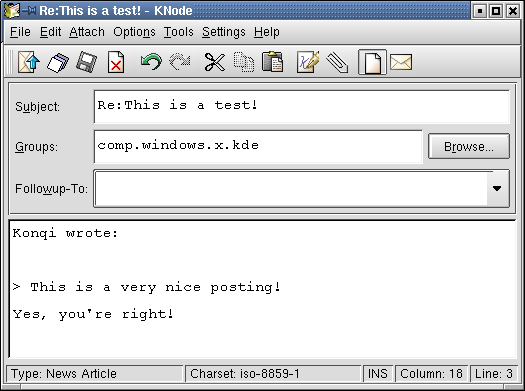 Re:This is a test! - KNode
File Edit Attach Options Tools Settings Help
Subject: Re:This is a test!
Groups: comp.windows.x.kde Browse...
Followup-To:
Konqi wrote:
> This is a very nice posting!
Yes, you're right!
Type: News Article Charset: iso-8859-1 INS Column: 18 Line: 3